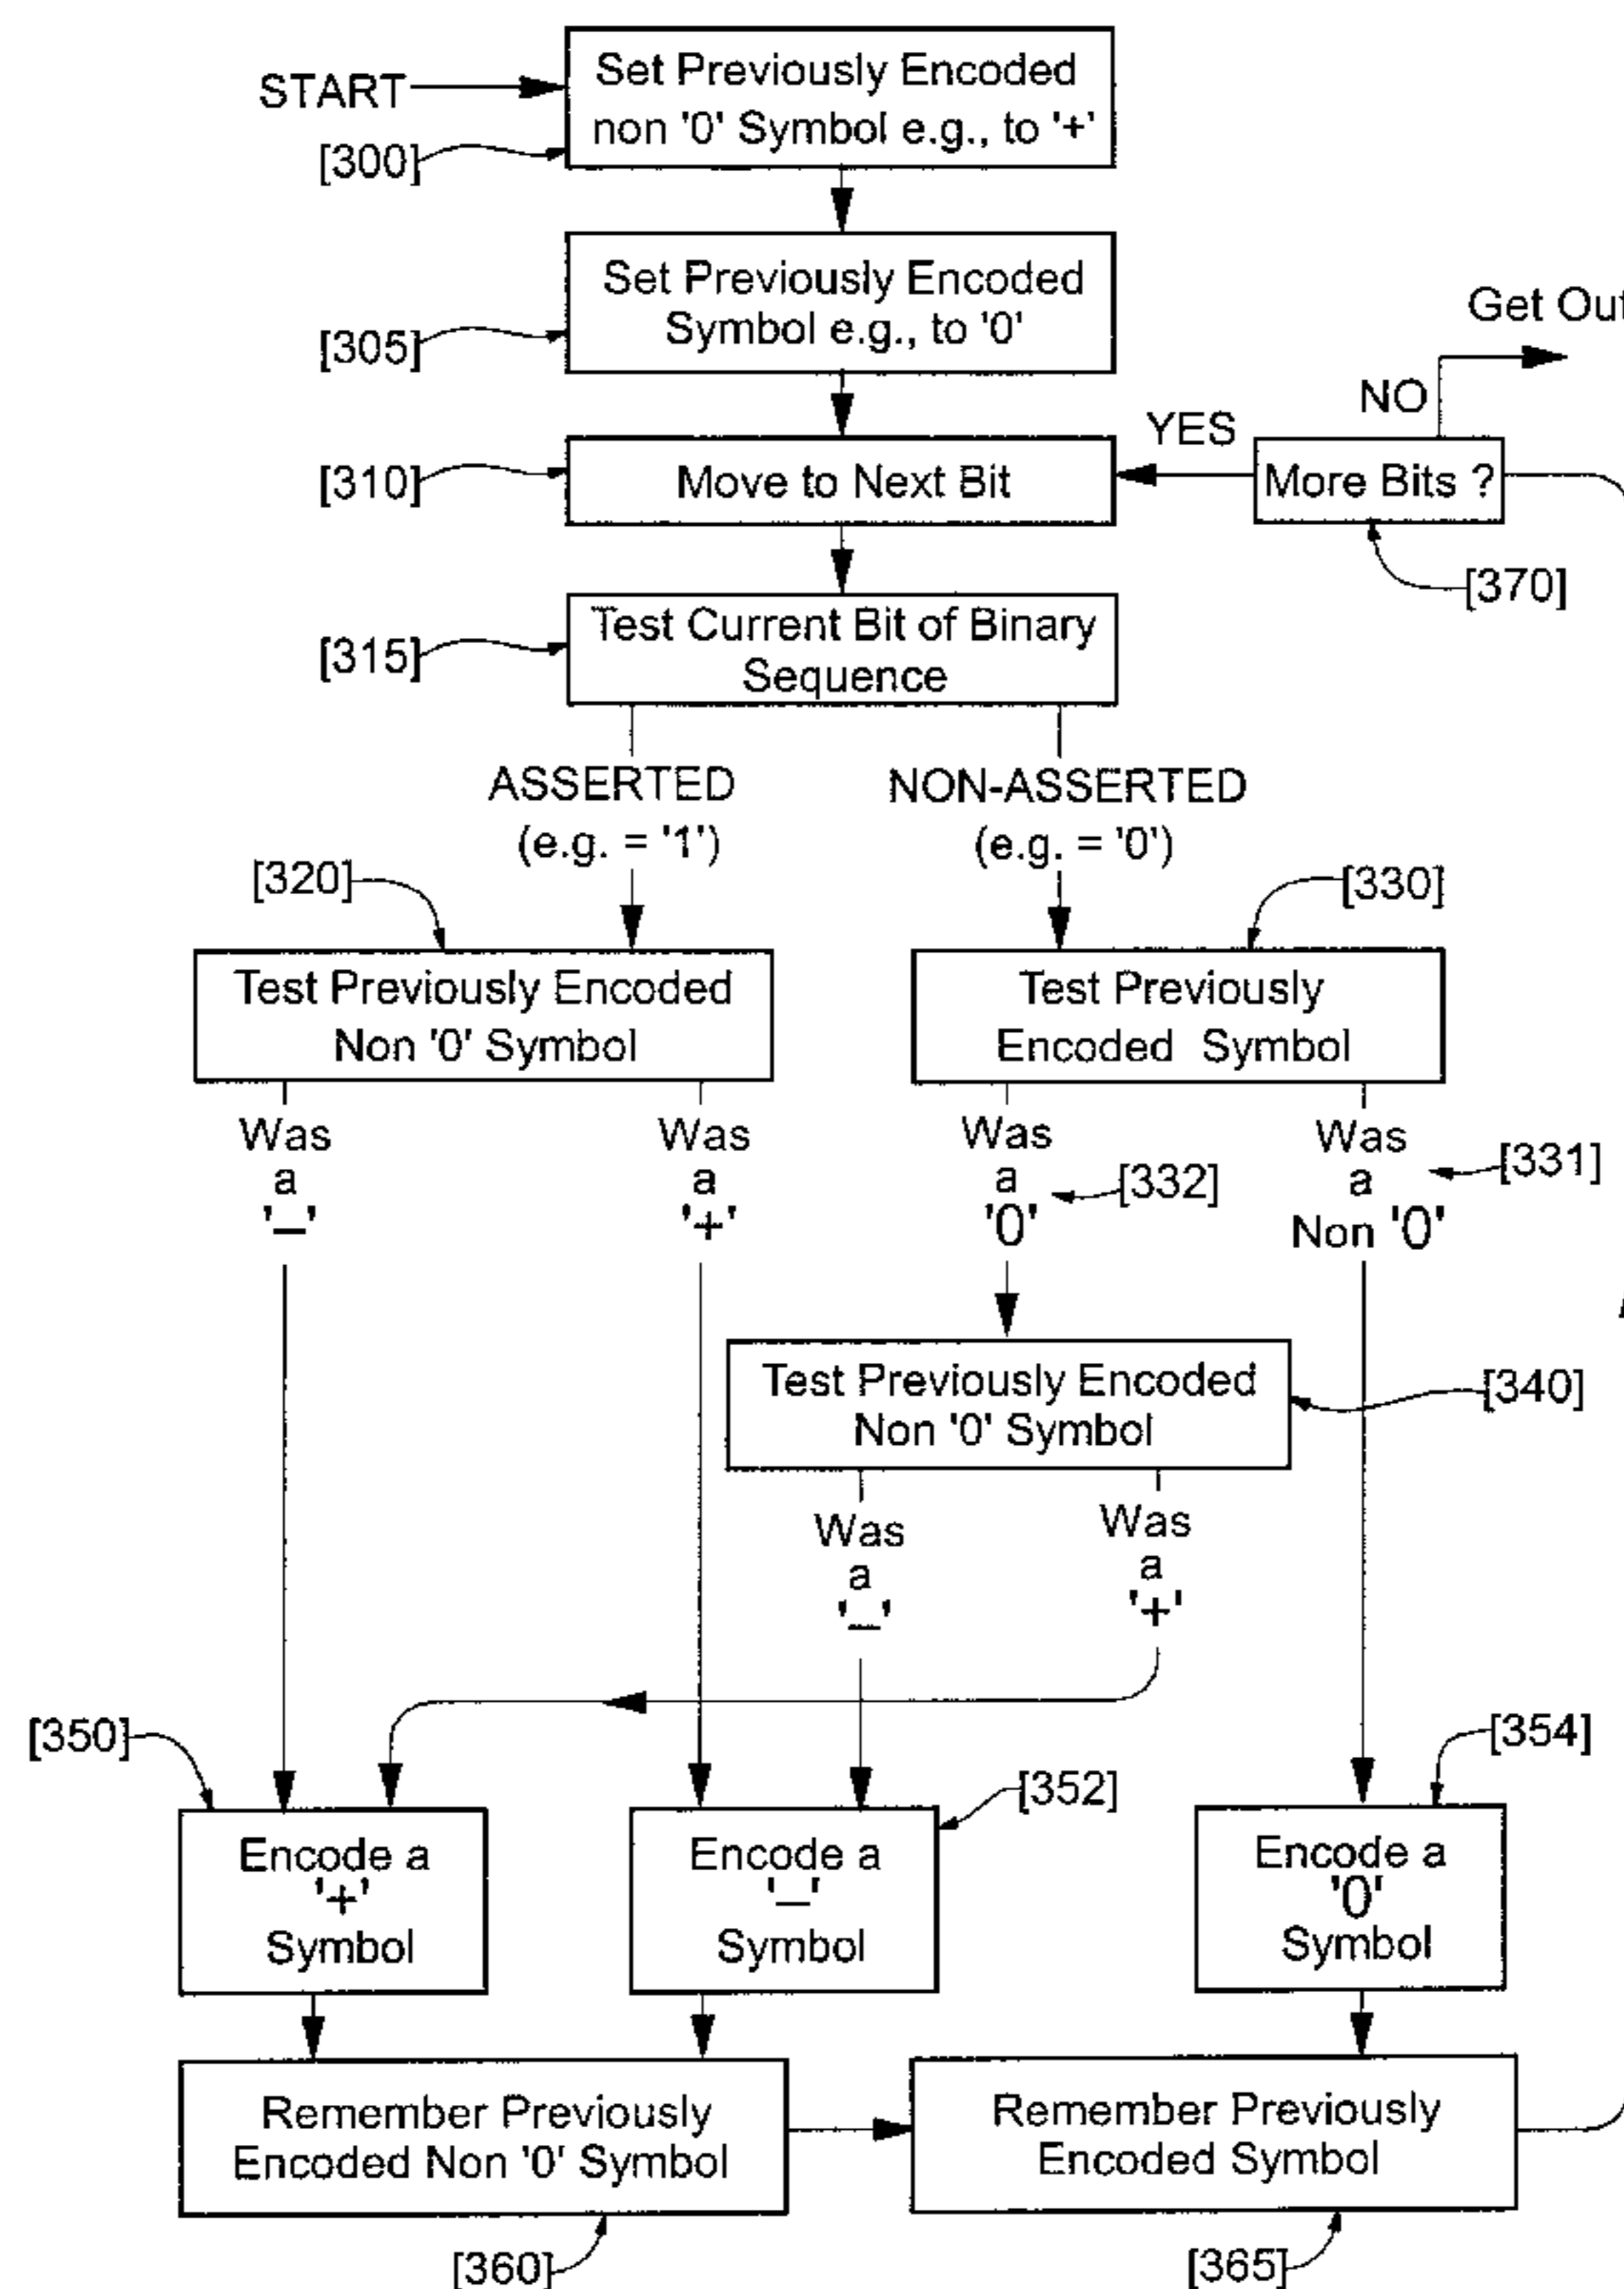 START
Set Previously Encoded
non '0' Symbol e.g., to '+'
[300]
Set Previously Encoded
Symbol e.g., to '0'
[305]
Get Out
NO
YES
[310]
Move to Next Bit
More Bits ?
[370]
Test Current Bit of Binary
Sequence
[315]
ASSERTED
(e.g. = '1')
NON-ASSERTED
(e.g. = '0')
[320]
[330]
Test Previously Encoded
Non '0' Symbol
Test Previously
Encoded Symbol
Was
a
'–'
Was
a
'+'
Was
a
'0'
[332]
Was
a
Non '0'
[331]
Test Previously Encoded
Non '0' Symbol
[340]
Was
a
'–'
Was
a
'+'
[350]
[352]
[354]
Encode a
'+'
Symbol
Encode a
'–'
Symbol
Encode a
'0'
Symbol
Remember Previously
Encoded Non '0' Symbol
Remember Previously
Encoded Symbol
[360]
[365]